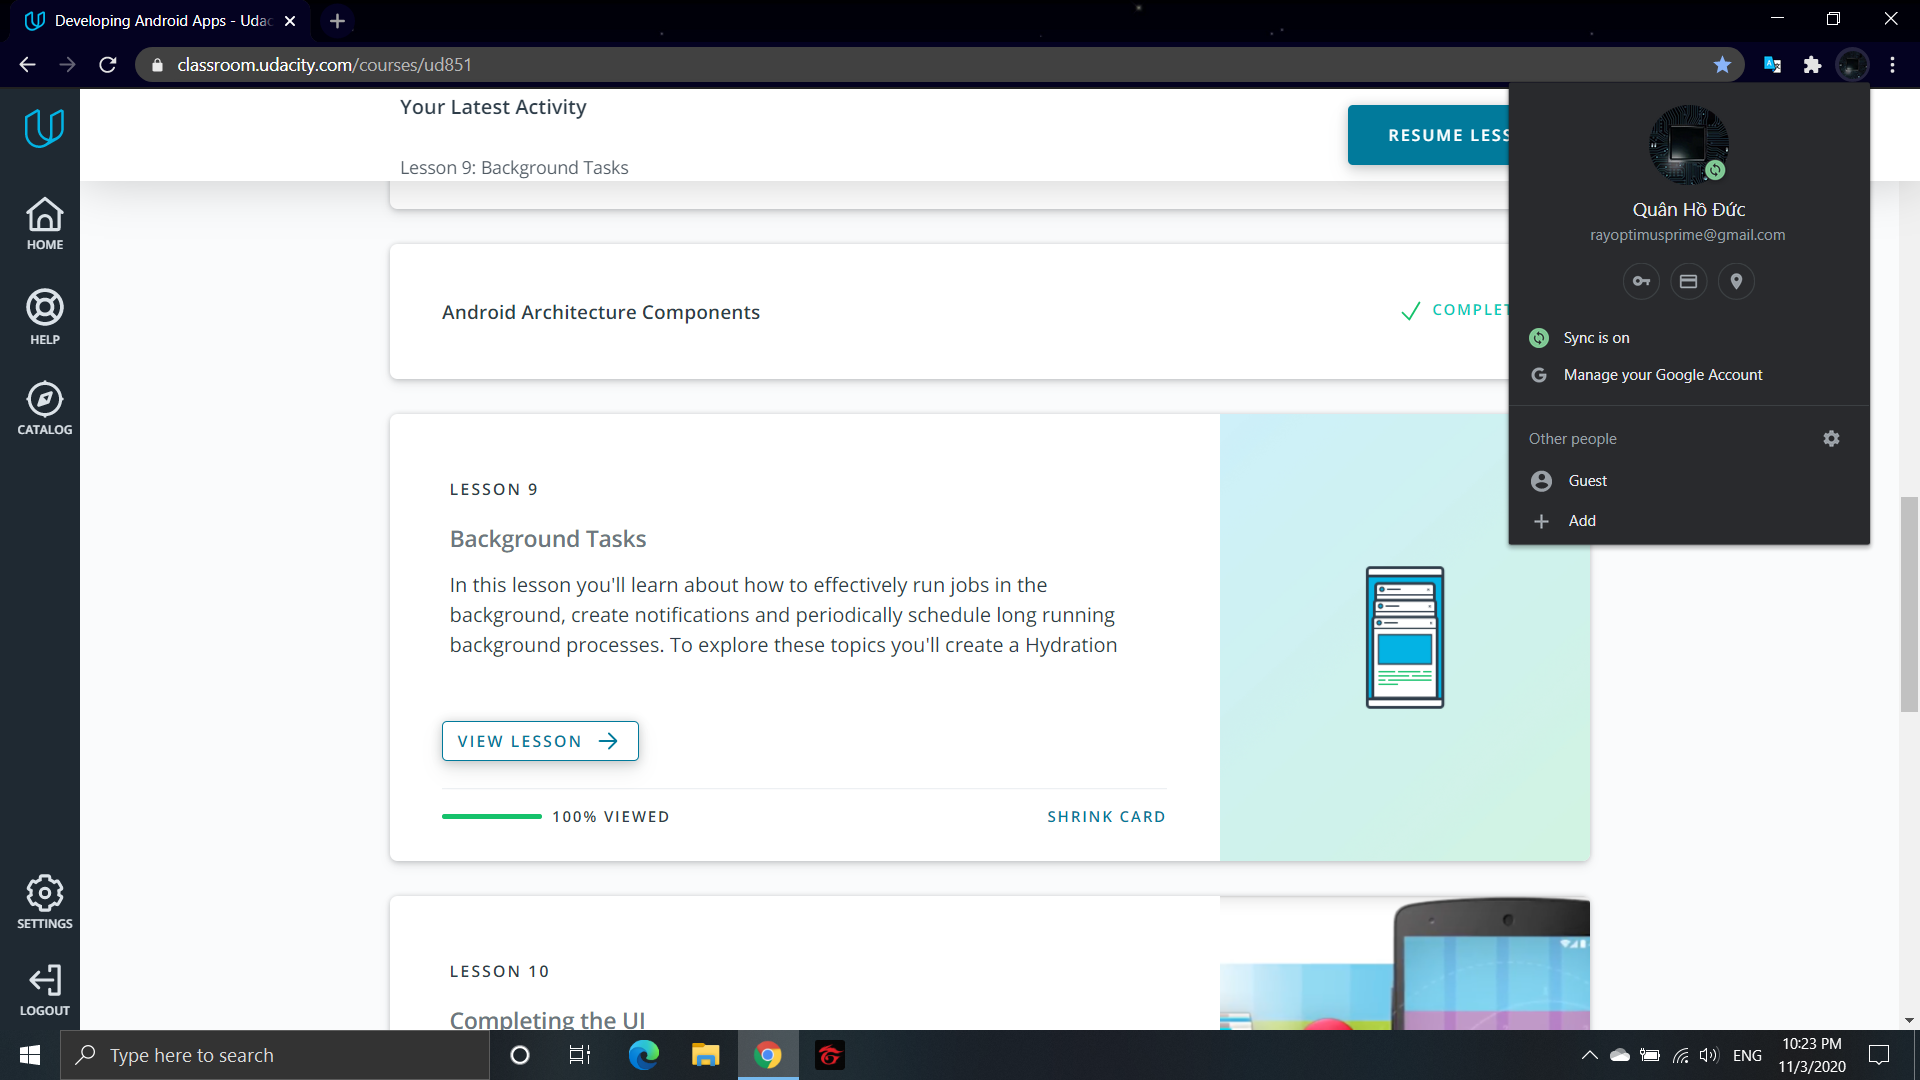 Developing Android Apps - Udac
classroom.udacity.com/courses/ud851
Your Latest Activity
Lesson 9: Background Tasks
RESUME LESS
HOME
HELP
CATALOG
SETTINGS
LOGOUT
Android Architecture Components
COMPLET
LESSON 9
Background Tasks
In this lesson you'll learn about how to effectively run jobs in the
background, create notifications and periodically schedule long running
background processes. To explore these topics you'll create a Hydration
VIEW LESSON
100% VIEWED
SHRINK CARD
LESSON 10
Completing the UI
Quân Hồ Đức
rayoptimusprime@gmail.com
Sync is on
Manage your Google Account
Other people
Guest
Add
Type here to search
ENG
10:23 PM
11/3/2020